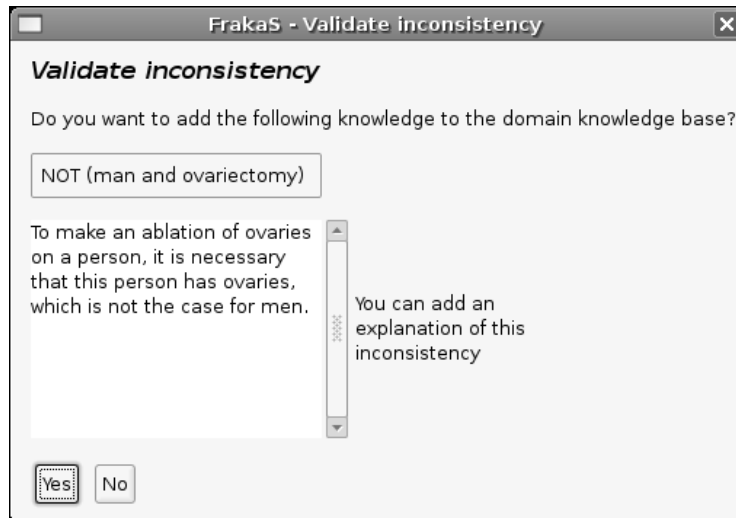 FrakaS - Validate inconsistency
Validate inconsistency
Do you want to add the following knowledge to the domain knowledge base?
NOT (man and ovariectomy)
To make an ablation of ovaries
on a person, it is necessary
that this person has ovaries,
which is not the case for men.
You can add an
explanation of this
inconsistency
Yes No